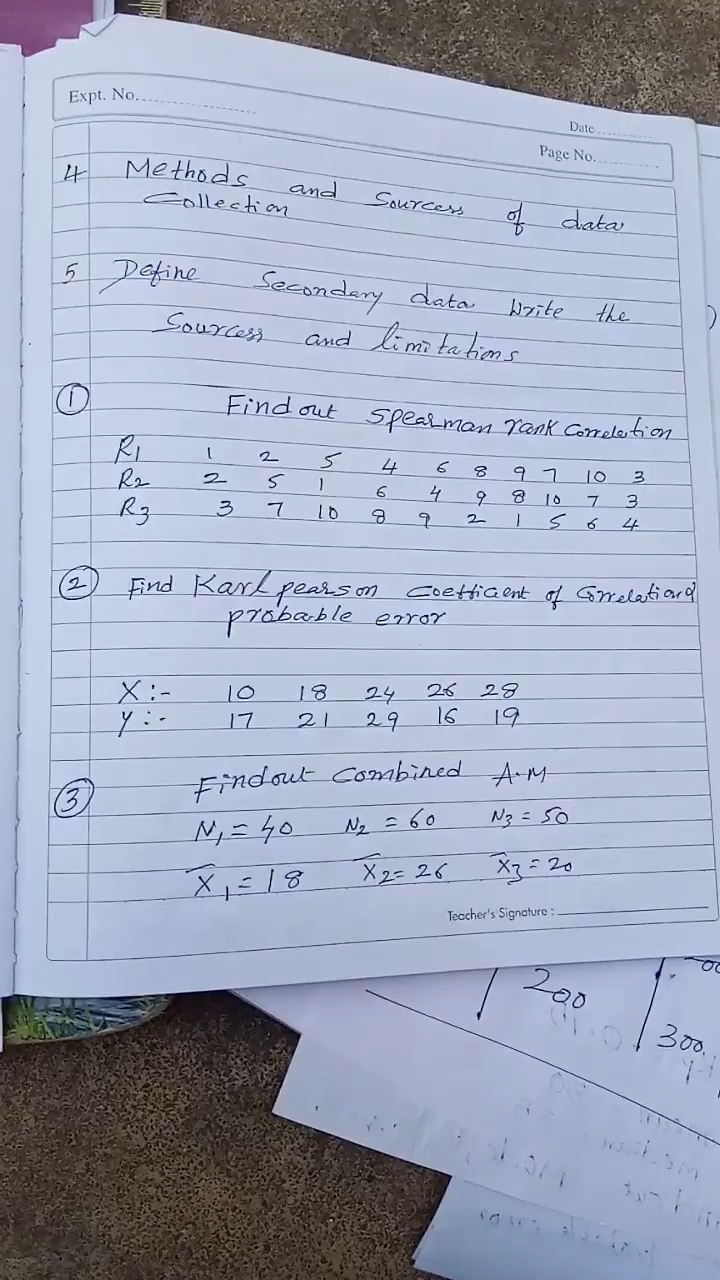 Expt. No.
Date
Page No.
4 Methods and Sourcess of data
Collection
5 Define Secondary data Write the
Sourcess and limitations
① Find out Spearman rank Correlation
R1 1 2 5 4 6 8 9 7 10 3
R2 2 5 1 6 4 9 8 10 7 3
R3 3 7 10 8 9 2 1 5 6 4
② Find Karl pearson coefficient of Correlation &
probable error
X:- 10 18 24 26 28
Y:- 17 21 29 16 19
③ Find out Combined A.M
N1 = 40 N2 = 60 N3 = 50
X̄1 = 18 X̄2 = 26 X̄3 = 20
Teacher's Signature :
200
300